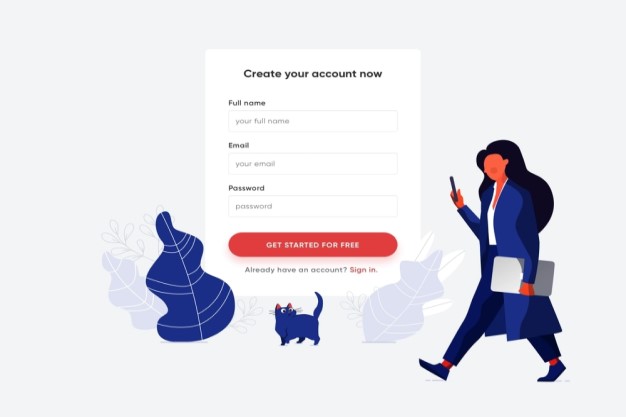 Create your account now
Full name
your full name
Email
your email
Password
password
GET STARTED FOR FREE
Already have an account? Sign in.